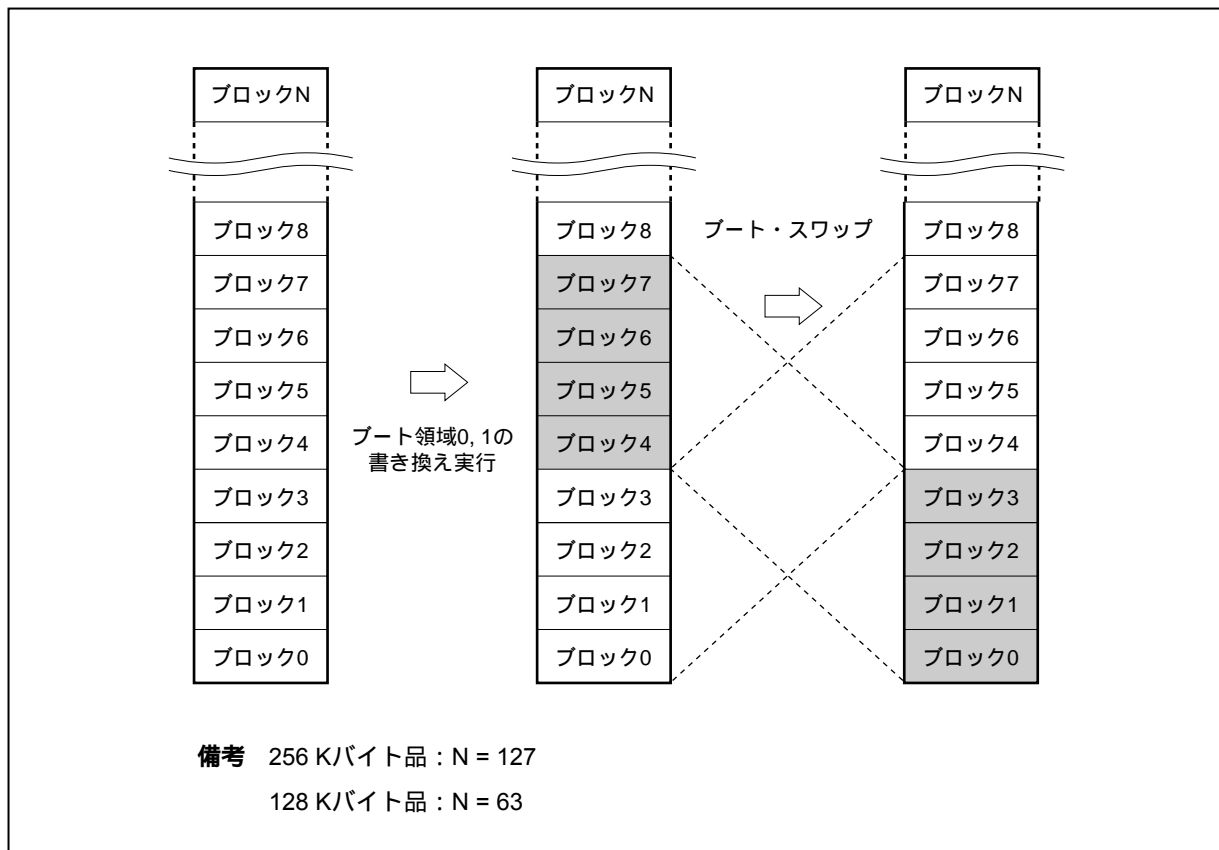 ブロックN
ブロック8
ブロック7
ブロック6
ブロック5
ブロック4
ブロック3
ブロック2
ブロック1
ブロック0
ブート領域0, 1の
書き換え実行
ブロックN
ブロック8
ブロック7
ブロック6
ブロック5
ブロック4
ブロック3
ブロック2
ブロック1
ブロック0
ブート・スワップ
ブロックN
ブロック8
ブロック7
ブロック6
ブロック5
ブロック4
ブロック3
ブロック2
ブロック1
ブロック0
備考 256 Kバイト品：N = 127
128 Kバイト品：N = 63